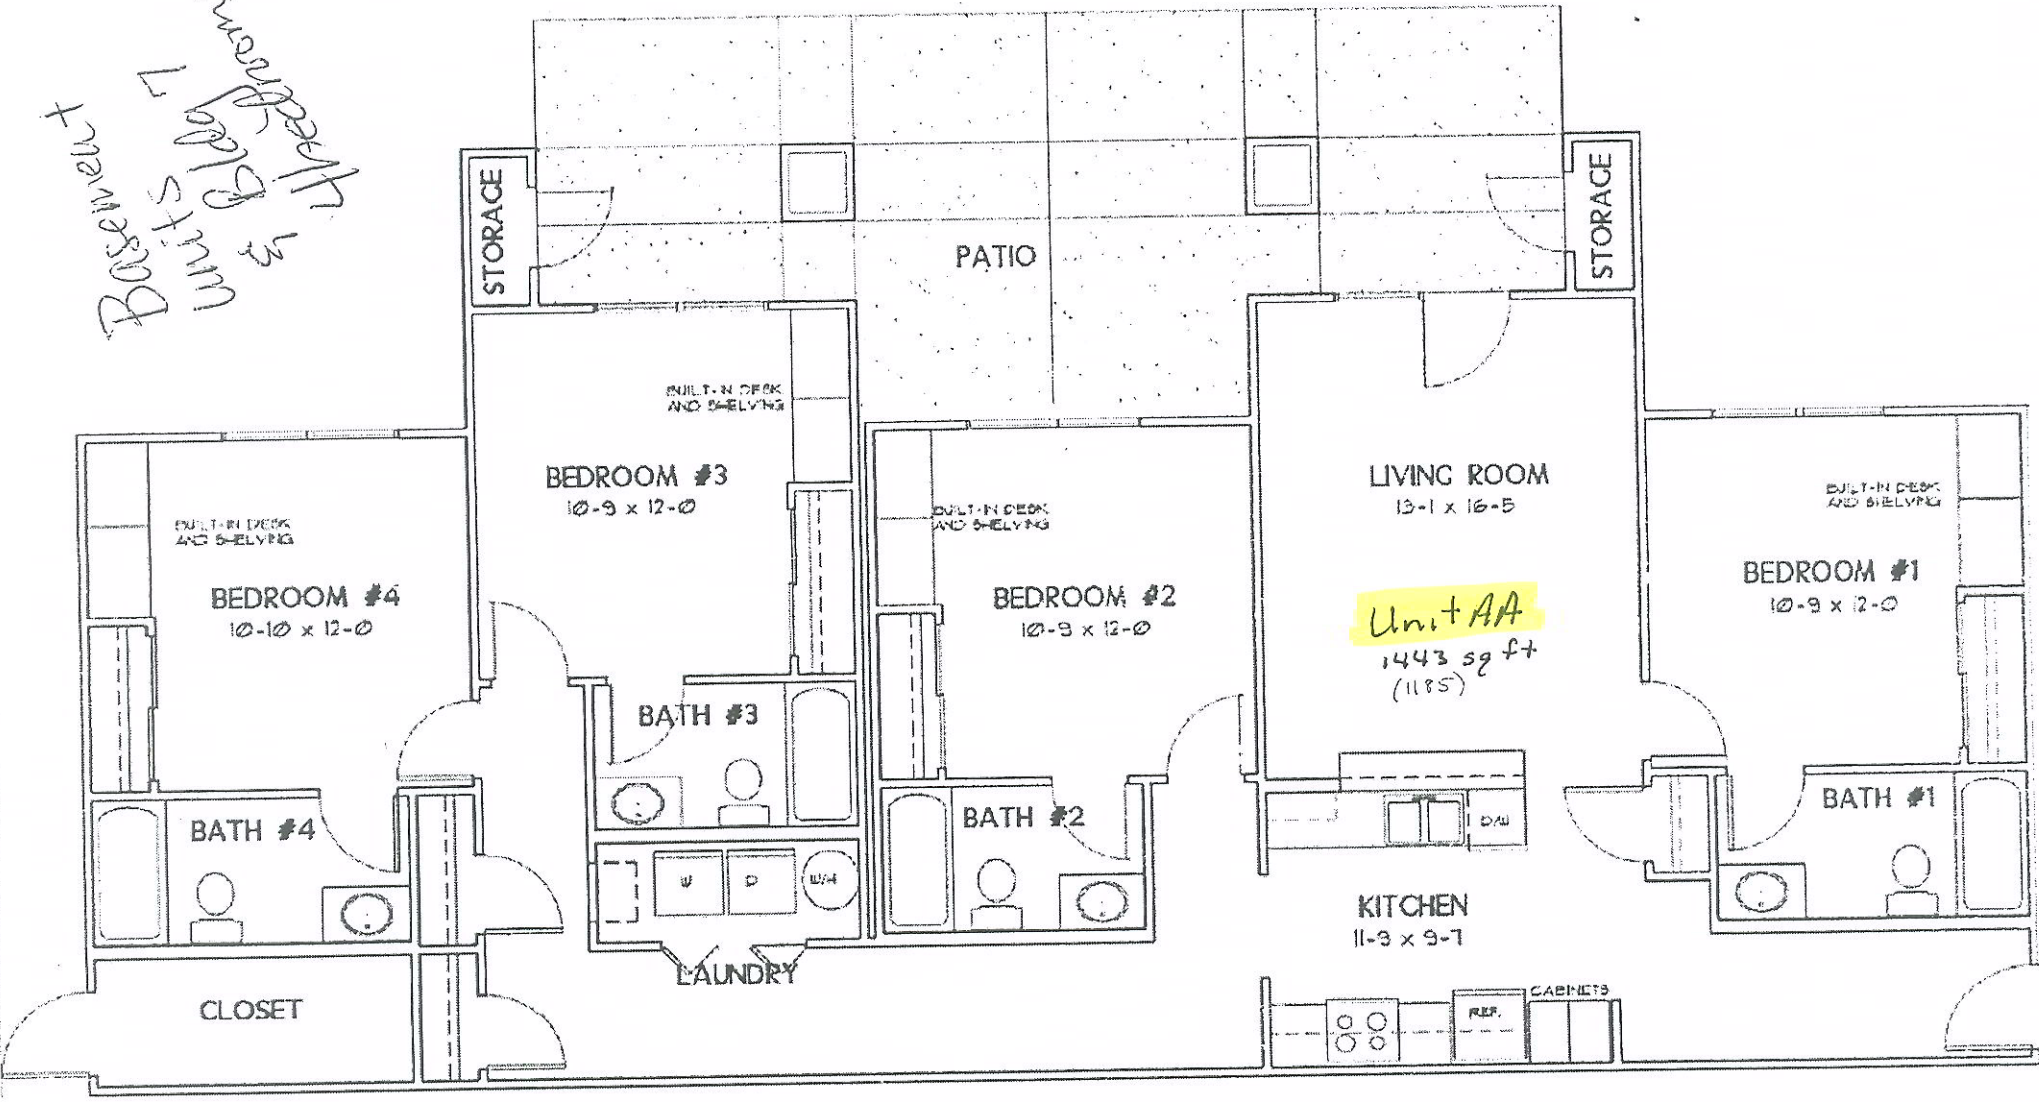 Basement
Units
& Bldg 7
4 bedroom
STORAGE
STORAGE
PATIO
BUILT-IN DESK
AND SHELVING
BEDROOM #3
10-9 x 12-0
LIVING ROOM
13-1 x 16-5
BUILT-IN DESK
AND SHELVING
BUILT-IN DESK
AND SHELVING
BUILT-IN DESK
AND SHELVING
BEDROOM #4
10-10 x 12-0
BEDROOM #2
10-9 x 12-0
BEDROOM #1
10-9 x 12-0
Unit AA
1443 sq ft
(1185)
BATH #3
BATH #4
BATH #2
BATH #1
D/W
W
D
W/H
KITCHEN
11-9 x 9-7
LAUNDRY
CLOSET
REF.
CABINETS